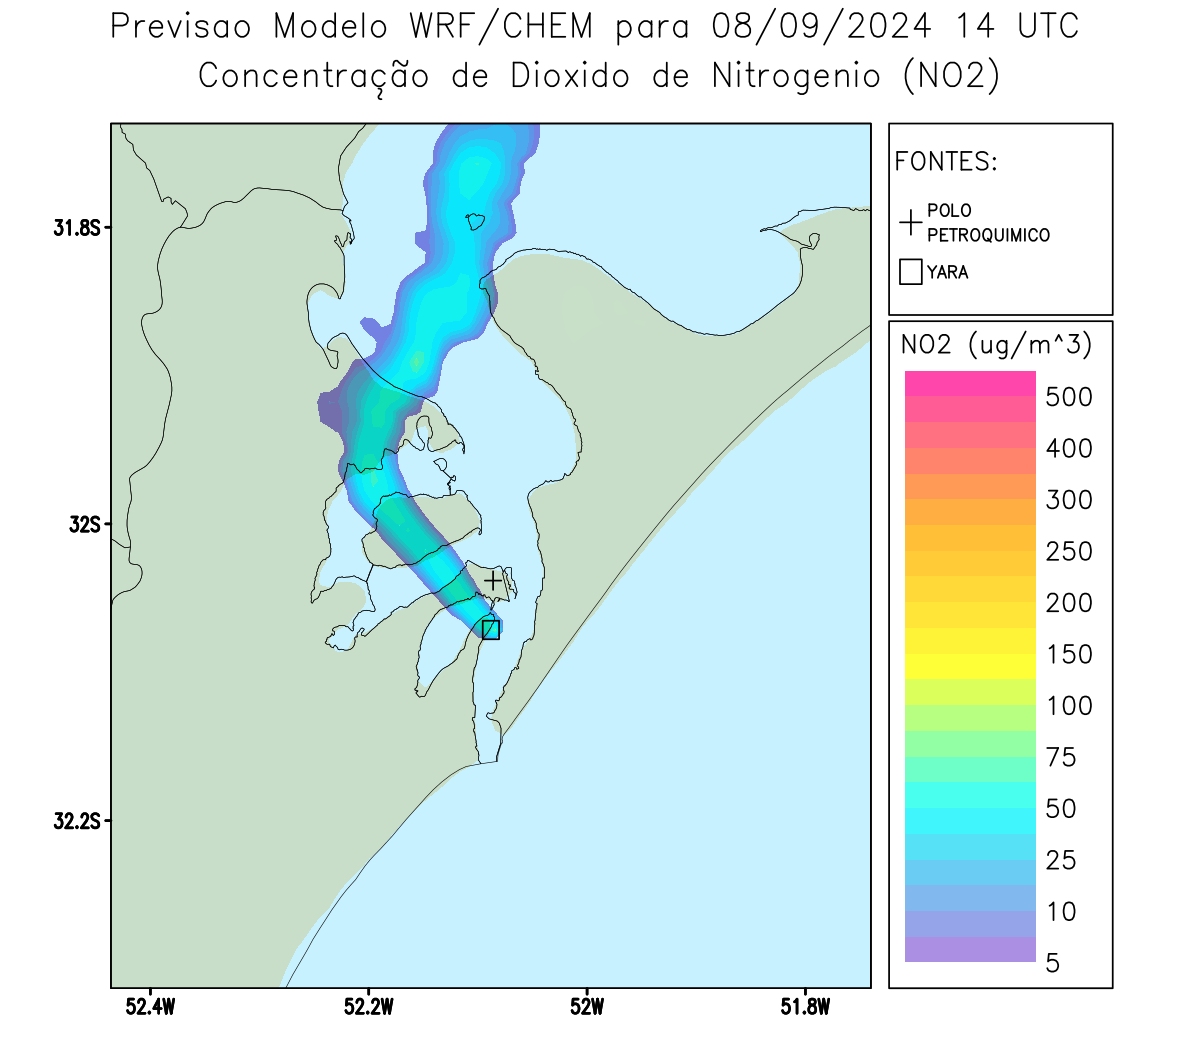 Previsao Modelo WRF/CHEM para 08/09/2024 14 UTC
Concentração de Dioxido de Nitrogenio (NO2)
FONTES:
POLO
PETROQUIMICO
YARA
NO2 (ug/m^3)
500
400
300
250
200
150
100
75
50
25
10
5
31.8S
32S
32.2S
52.4W
52.2W
52W
51.8W